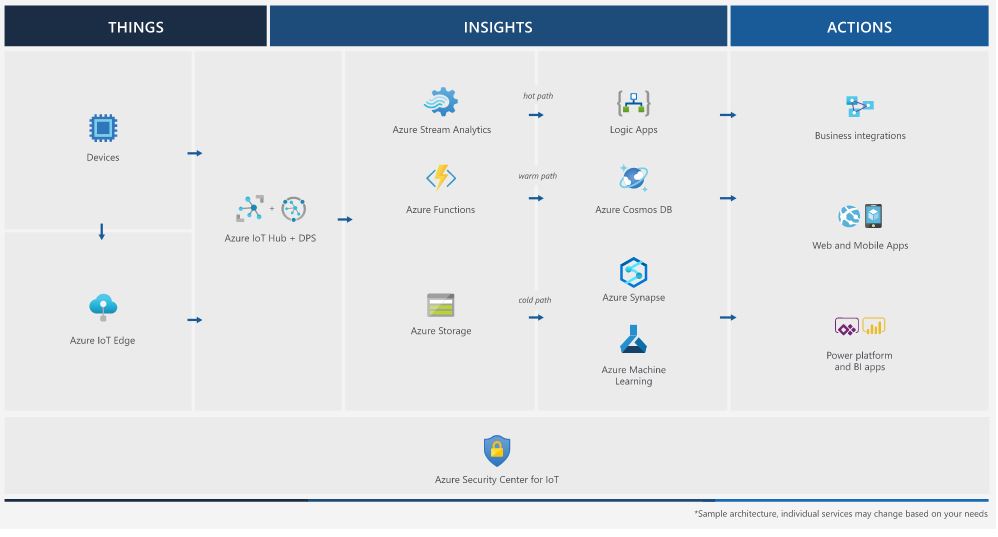 THINGS
INSIGHTS
ACTIONS
Devices
Azure IoT Edge
Azure IoT Hub + DPS
+
Azure Stream Analytics
hot path
Logic Apps
Azure Functions
warm path
Azure Cosmos DB
Azure Storage
cold path
Azure Synapse
Azure Machine
Learning
Business integrations
Web and Mobile Apps
Power platform
and BI apps
Azure Security Center for IoT
*Sample architecture, individual services may change based on your needs